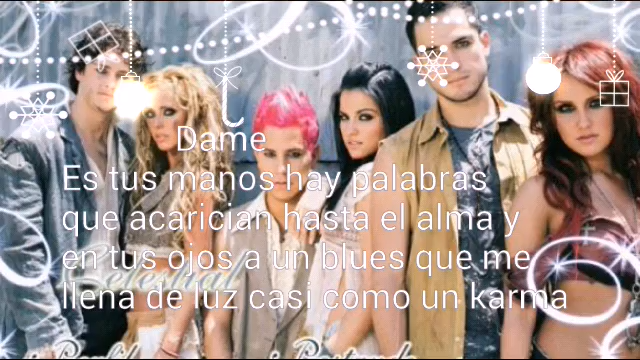 Dame
Es tus manos hay palabras
que acarician hasta el alma y
en tus ojos a un blues que me
llena de luz casi como un karma
Celestial